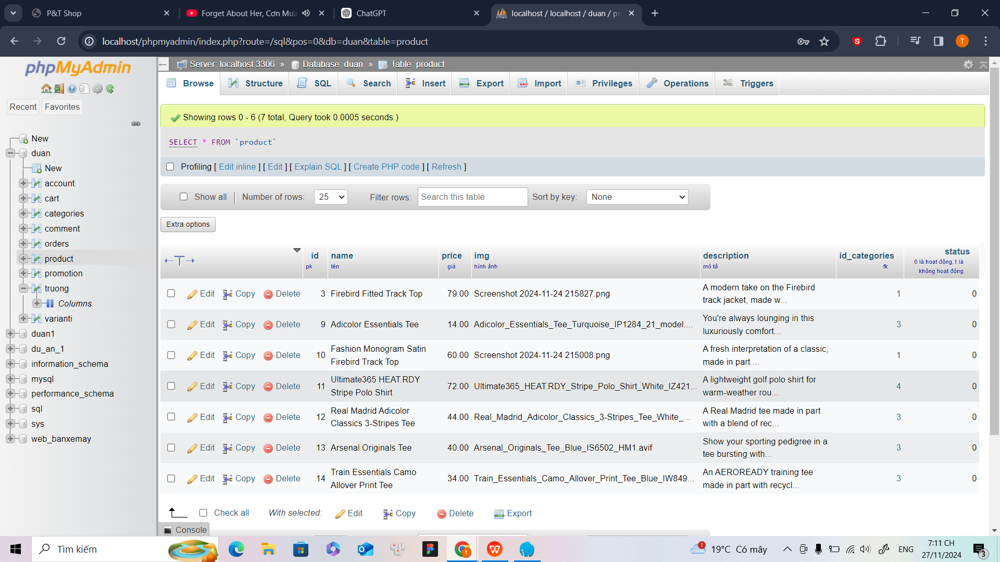 P&T Shop
Forget About Her, Cơn Mưa
ChatGPT
localhost / localhost / duan / pr
localhost/phpmyadmin/index.php?route=/sql&pos=0&db=duan&table=product
S
T
phpMyAdmin
Recent Favorites
New
duan
New
account
cart
categories
comment
orders
product
promotion
truong
Columns
varianti
duan1
du_an_1
information_schema
mysql
performance_schema
sql
sys
web_banxemay
Server: localhost:3306 » Database: duan » Table: product
Browse Structure SQL Search Insert Export Import Privileges Operations Triggers
Showing rows 0 - 6 (7 total, Query took 0.0005 seconds.)
SELECT * FROM `product`
Profiling [ Edit inline ] [ Edit ] [ Explain SQL ] [ Create PHP code ] [ Refresh ]
Show all Number of rows: 25 Filter rows: Search this table Sort by key: None
Extra options
←T→ id name price img description id_categories status
pk tên giá hình ảnh mô tả fk 0 là hoạt động,1 là
không hoạt động
Edit Copy Delete 3 Firebird Fitted Track Top 79.00 Screenshot 2024-11-24 215827.png A modern take on the Firebird
track jacket, made w... 1 0
Edit Copy Delete 9 Adicolor Essentials Tee 14.00 Adicolor_Essentials_Tee_Turquoise_IP1284_21_model.... You're always lounging in this
luxuriously comfort... 3 0
Edit Copy Delete 10 Fashion Monogram Satin
Firebird Track Top 60.00 Screenshot 2024-11-24 215008.png A fresh interpretation of a classic,
made in part ... 1 0
Edit Copy Delete 11 Ultimate365 HEAT.RDY
Stripe Polo Shirt 72.00 Ultimate365_HEAT.RDY_Stripe_Polo_Shirt_White_IZ421... A lightweight golf polo shirt for
warm-weather rou... 4 0
Edit Copy Delete 12 Real Madrid Adicolor
Classics 3-Stripes Tee 44.00 Real_Madrid_Adicolor_Classics_3-Stripes_Tee_White_... A Real Madrid tee made in part
with a blend of rec... 3 0
Edit Copy Delete 13 Arsenal Originals Tee 40.00 Arsenal_Originals_Tee_Blue_IS6502_HM1.avif Show your sporting pedigree in a
tee bursting with... 3 0
Edit Copy Delete 14 Train Essentials Camo
Allover Print Tee 34.00 Train_Essentials_Camo_Allover_Print_Tee_Blue_IW849... An AEROREADY training tee
made in part with recycl... 3 0
Check all With selected: Edit Copy Delete Export
Console
Tìm kiếm
1
19°C Có mây
ENG
7:11 CH
27/11/2024
3